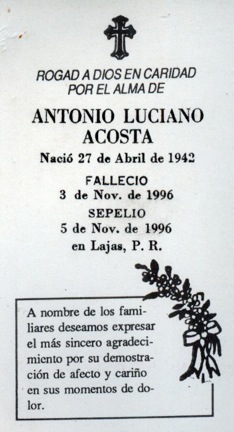 ROGAD A DIOS EN CARIDAD
POR EL ALMA DE
ANTONIO LUCIANO
ACOSTA
Nació 27 de Abril de 1942
FALLECIO
3 de Nov. de 1996
SEPELIO
5 de Nov. de 1996
en Lajas, P. R.
A nombre de los fami-
liares deseamos expresar
el más sincero agradeci-
miento por su demostra-
ción de afecto y cariño
en sus momentos de do-
lor.